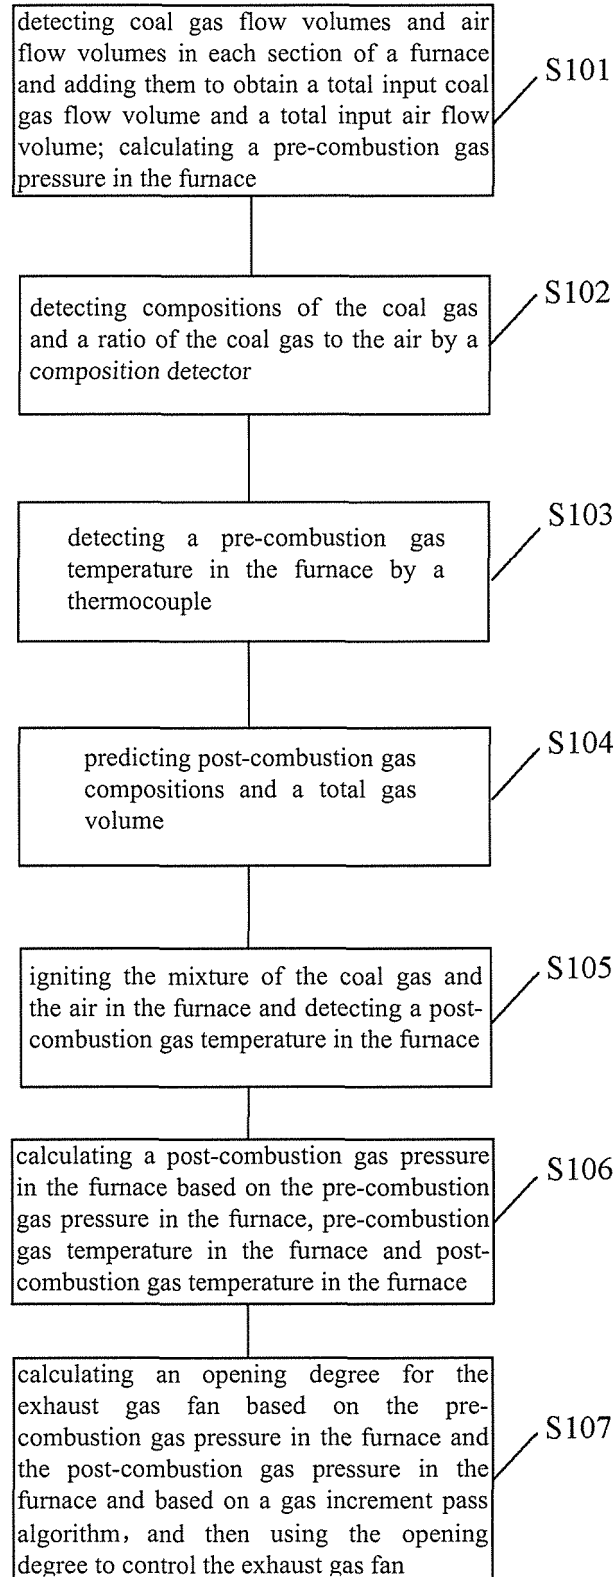 detecting coal gas flow volumes and air
flow volumes in each section of a furnace
and adding them to obtain a total input coal
gas flow volume and a total input air flow
volume; calculating a pre-combustion gas
pressure in the furnace
S101
detecting compositions of the coal gas
and a ratio of the coal gas to the air by a
composition detector
S102
detecting a pre-combustion gas
temperature in the furnace by a
thermocouple
S103
predicting post-combustion gas
compositions and a total gas
volume
S104
igniting the mixture of the coal gas and
the air in the furnace and detecting a post-
combustion gas temperature in the furnace
S105
calculating a post-combustion gas pressure
in the furnace based on the pre-combustion
gas pressure in the furnace, pre-combustion
gas temperature in the furnace and post-
combustion gas temperature in the furnace
S106
calculating an opening degree for the
exhaust gas fan based on the pre-
combustion gas pressure in the furnace and
the post-combustion gas pressure in the
furnace and based on a gas increment pass
algorithm, and then using the opening
degree to control the exhaust gas fan
S107